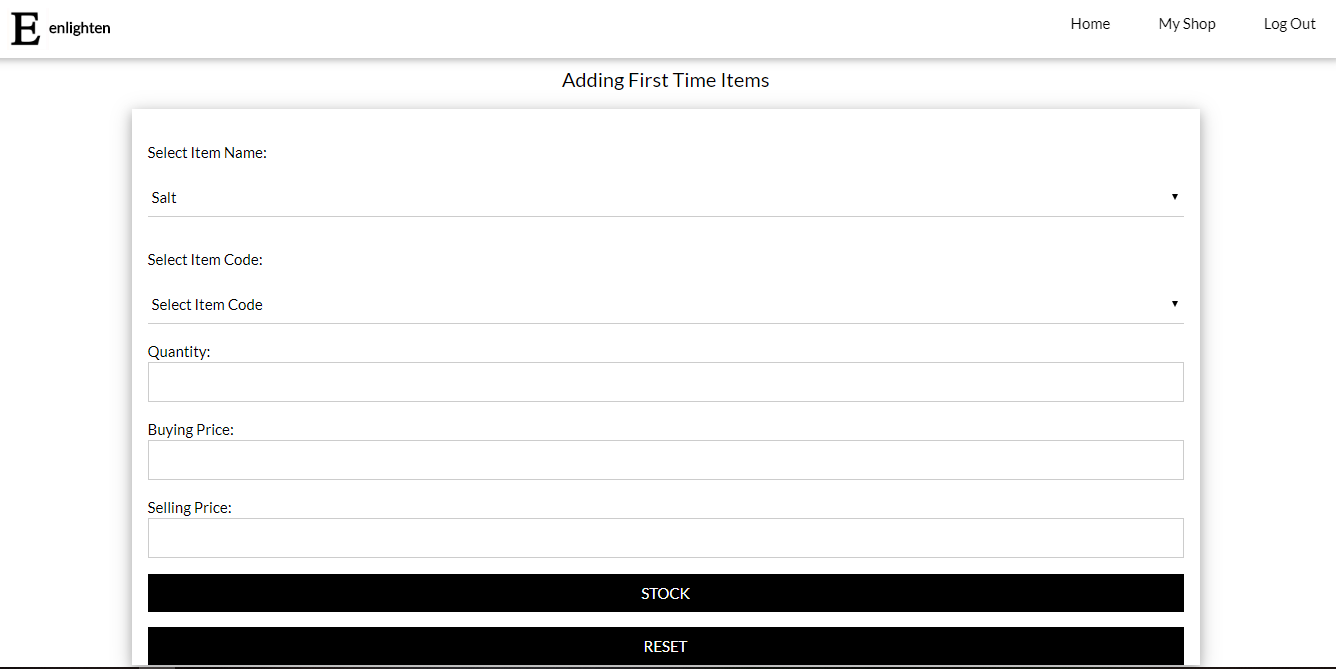 E enlighten
Home My Shop Log Out
Adding First Time Items
Select Item Name:
Salt
Select Item Code:
Select Item Code
Quantity:
Buying Price:
Selling Price:
STOCK
RESET